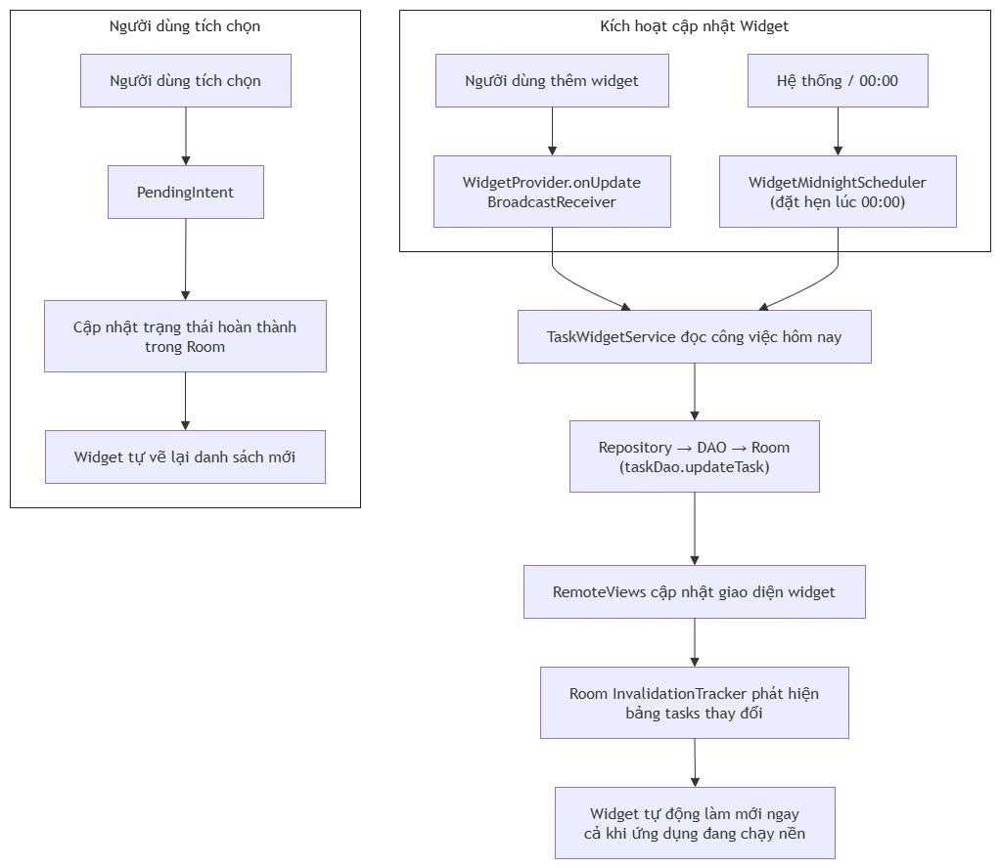 Người dùng tích chọn
Người dùng tích chọn
PendingIntent
Cập nhật trạng thái hoàn thành
trong Room
Widget tự vẽ lại danh sách mới
Kích hoạt cập nhật Widget
Người dùng thêm widget
Hệ thống / 00:00
WidgetProvider.onUpdate
BroadcastReceiver
WidgetMidnightScheduler
(đặt hẹn lúc 00:00)
TaskWidgetService đọc công việc hôm nay
Repository → DAO → Room
(taskDao.updateTask)
RemoteViews cập nhật giao diện widget
Room InvalidationTracker phát hiện
bảng tasks thay đổi
Widget tự động làm mới ngay
cả khi ứng dụng đang chạy nền